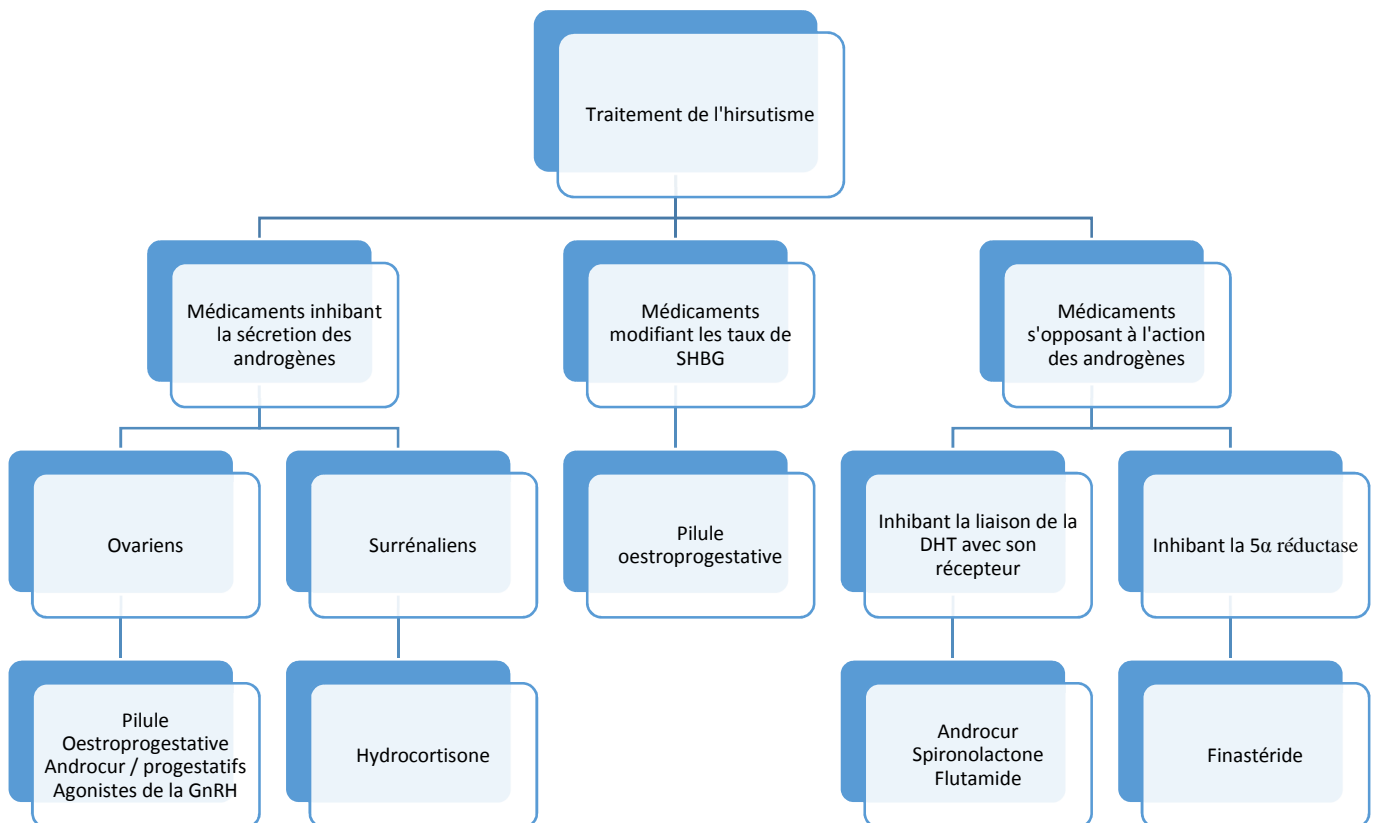 Traitement de l'hirsutisme
Médicaments inhibant
la sécretion des
androgènes
Médicaments
modifiant les taux de
SHBG
Médicaments
s'opposant à l'action
des androgènes
Ovariens
Surrénaliens
Pilule
oestroprogestative
Inhibant la liaison de la
DHT avec son
récepteur
Inhibant la 5α réductase
Pilule
Oestroprogestative
Androcur / progestatifs
Agonistes de la GnRH
Hydrocortisone
Androcur
Spironolactone
Flutamide
Finastéride